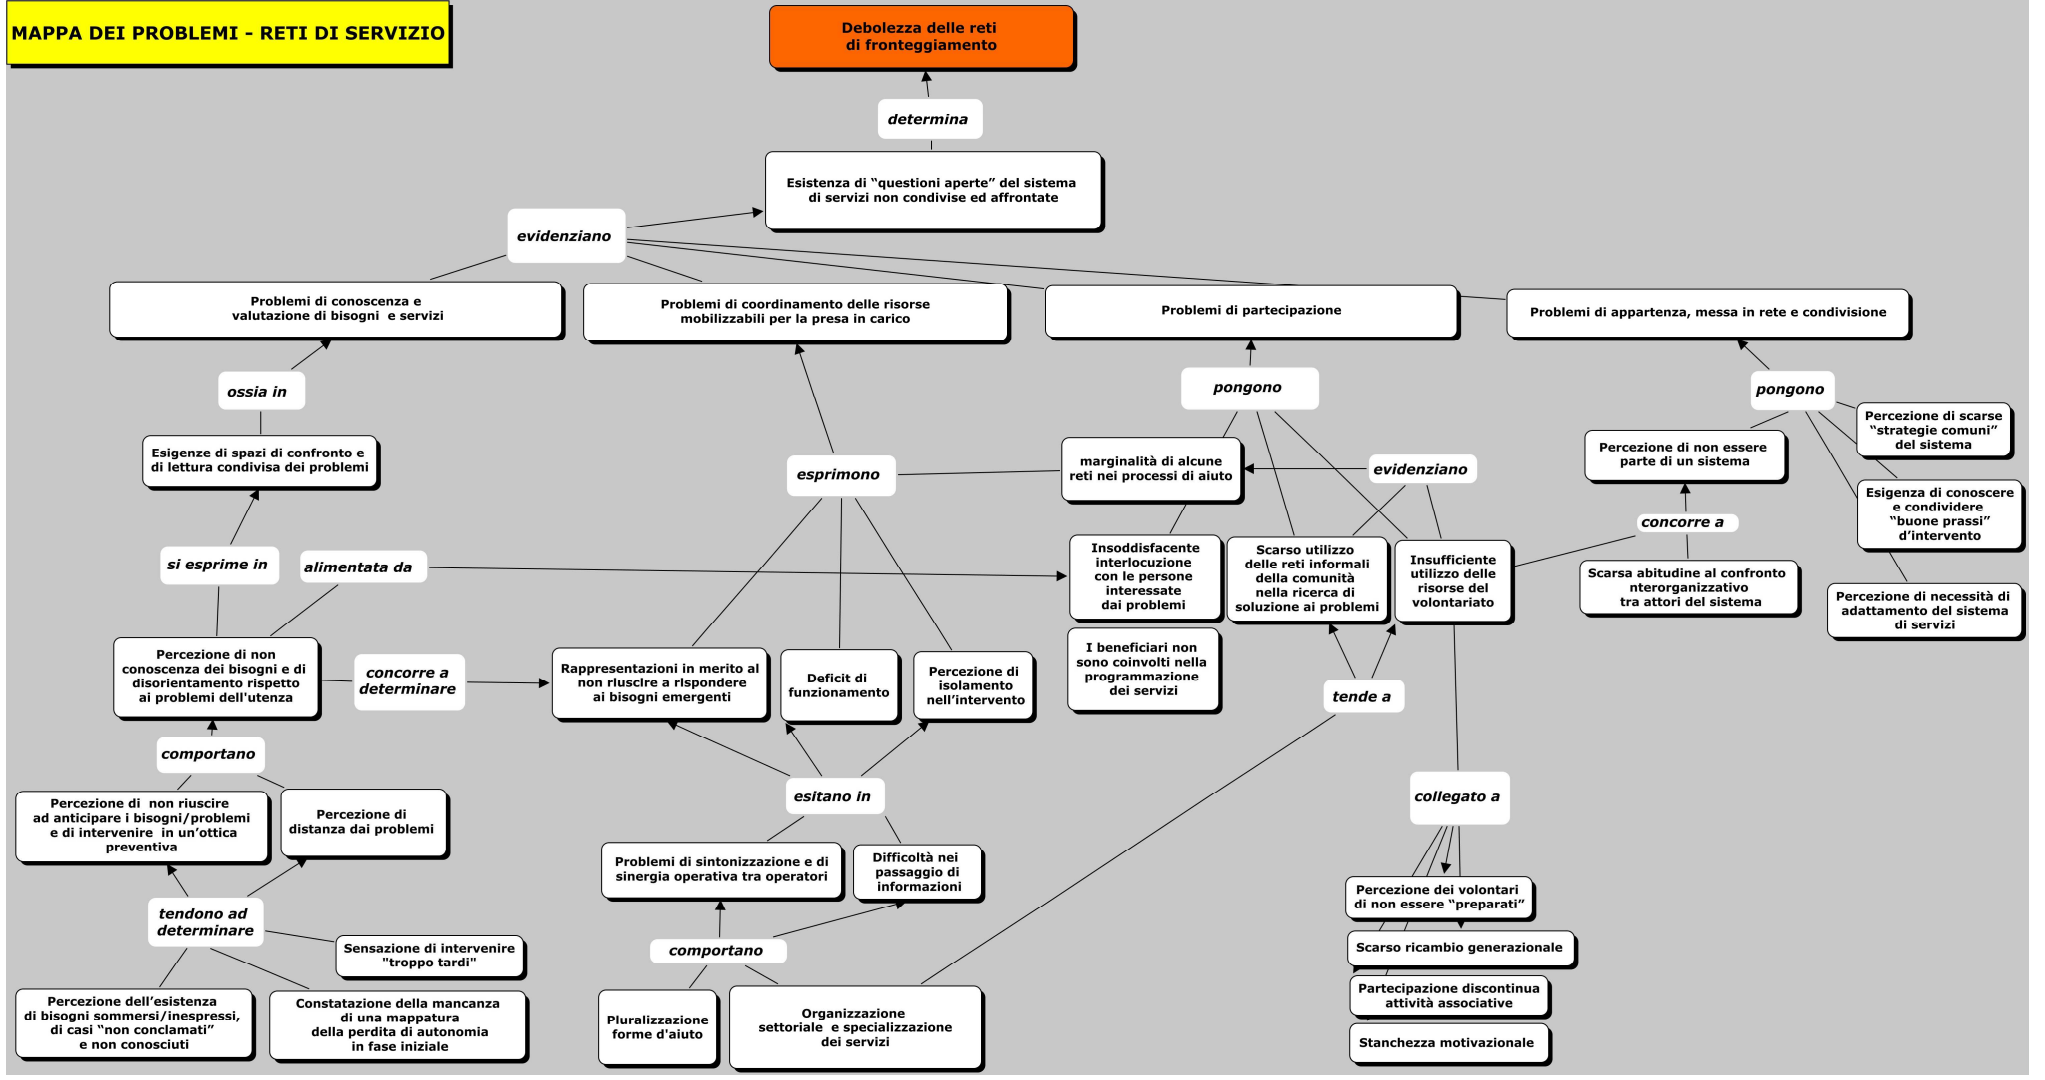 MAPPA DEI PROBLEMI - RETI DI SERVIZIO
Debolezza delle reti
di fronteggiamento
determina
Esistenza di “questioni aperte” del sistema
di servizi non condivise ed affrontate
evidenziano
Problemi di conoscenza e
valutazione di bisogni e servizi
Problemi di coordinamento delle risorse
mobilizzabili per la presa in carico
Problemi di partecipazione
Problemi di appartenza, messa in rete e condivisione
ossia in
pongono
pongono
Esigenze di spazi di confronto e
di lettura condivisa dei problemi
esprimono
marginalità di alcune
reti nei processi di aiuto
evidenziano
Percezione di non essere
parte di un sistema
Percezione di scarse
“strategie comuni”
del sistema
Esigenza di conoscere
e condividere
“buone prassi”
d’intervento
concorre a
si esprime in
alimentata da
Insoddisfacente
interlocuzione
con le persone
interessate
dai problemi
Scarso utilizzo
delle reti informali
della comunità
nella ricerca di
soluzione ai problemi
Insufficiente
utilizzo delle
risorse del
volontariato
Scarsa abitudine al confronto
nterorganizzativo
tra attori del sistema
Percezione di necessità di
adattamento del sistema
di servizi
Percezione di non
conoscenza dei bisogni e di
disorientamento rispetto
ai problemi dell'utenza
concorre a
determinare
Rappresentazioni in merito al
non riuscire a rispondere
ai bisogni emergenti
Deficit di
funzionamento
Percezione di
isolamento
nell’intervento
I beneficiari non
sono coinvolti nella
programmazione
dei servizi
tende a
comportano
esitano in
collegato a
Percezione di non riuscire
ad anticipare i bisogni/problemi
e di intervenire in un’ottica
preventiva
Percezione di
distanza dai problemi
Problemi di sintonizzazione e di
sinergia operativa tra operatori
Difficoltà nei
passaggio di
informazioni
Percezione dei volontari
di non essere “preparati”
tendono ad
determinare
Sensazione di intervenire
"troppo tardi"
comportano
Scarso ricambio generazionale
Percezione dell’esistenza
di bisogni sommersi/inespressi,
di casi “non conclamati”
e non conosciuti
Constatazione della mancanza
di una mappatura
della perdita di autonomia
in fase iniziale
Pluralizzazione
forme d'aiuto
Organizzazione
settoriale e specializzazione
dei servizi
Partecipazione discontinua
attività associative
Stanchezza motivazionale